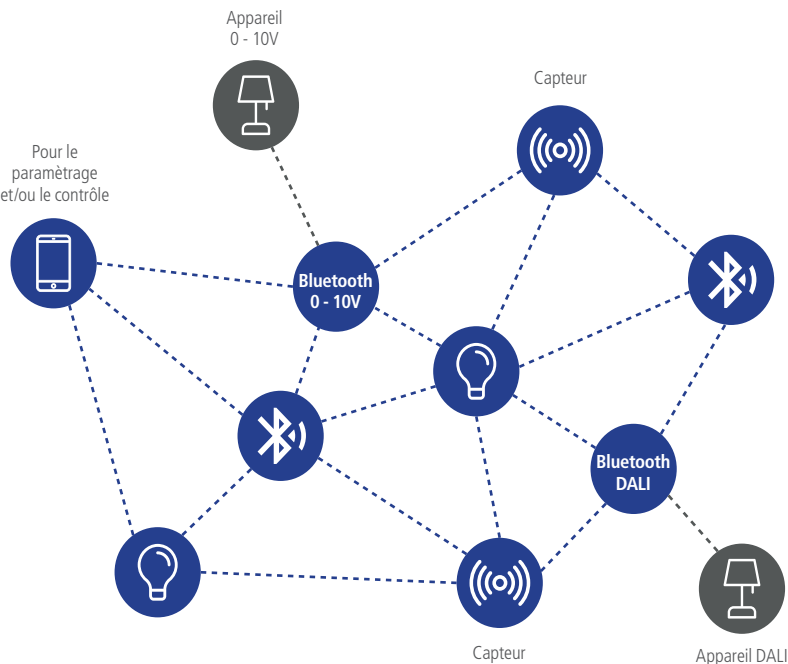 Appareil
0 - 10V
Capteur
Pour le
paramètrage
et/ou le contrôle
Bluetooth
0 - 10V
Bluetooth
DALI
Capteur
Appareil DALI